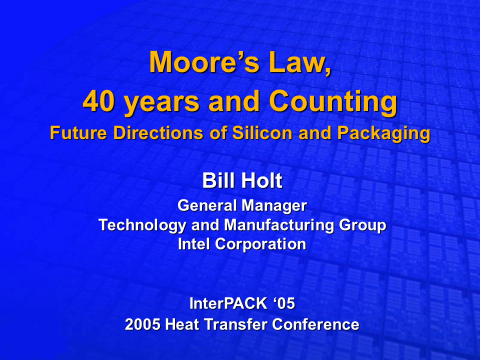 Moore’s Law,
40 years and Counting
Future Directions of Silicon and Packaging
Bill Holt
General Manager
Technology and Manufacturing Group
Intel Corporation
InterPACK ‘05
2005 Heat Transfer Conference